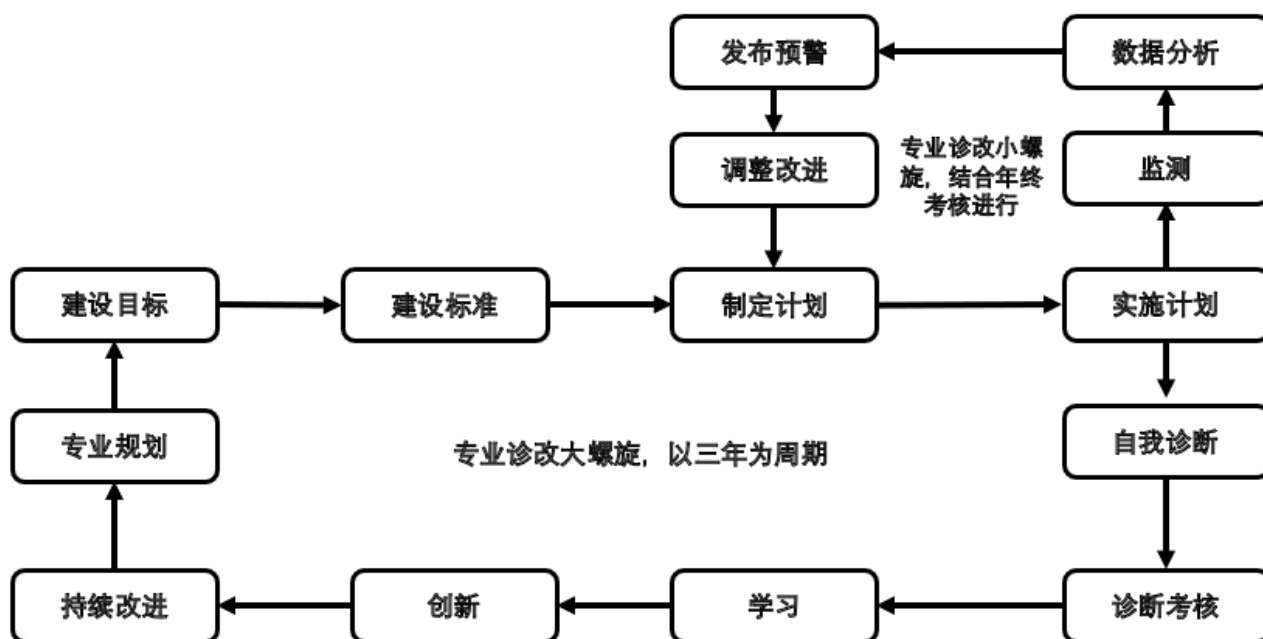 发布预警
数据分析
调整改进
专业诊改小螺
旋，结合年终
考核进行
监测
建设目标
建设标准
制定计划
实施计划
专业规划
专业诊改大螺旋，以三年为周期
自我诊断
持续改进
创新
学习
诊断考核